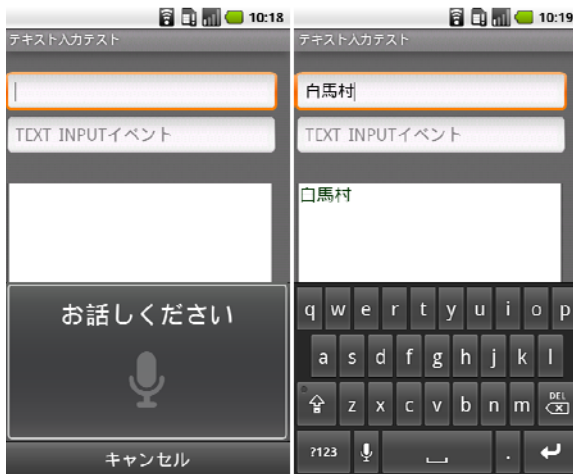 10:18
テキスト入力テスト
TEXT INPUTイベント
お話しください
キャンセル
10:19
テキスト入力テスト
白馬村
TEXT INPUTイベント
白馬村
q w e r t y u i o p
a s d f g h j k l
z x c v b n m DEL
?123 .